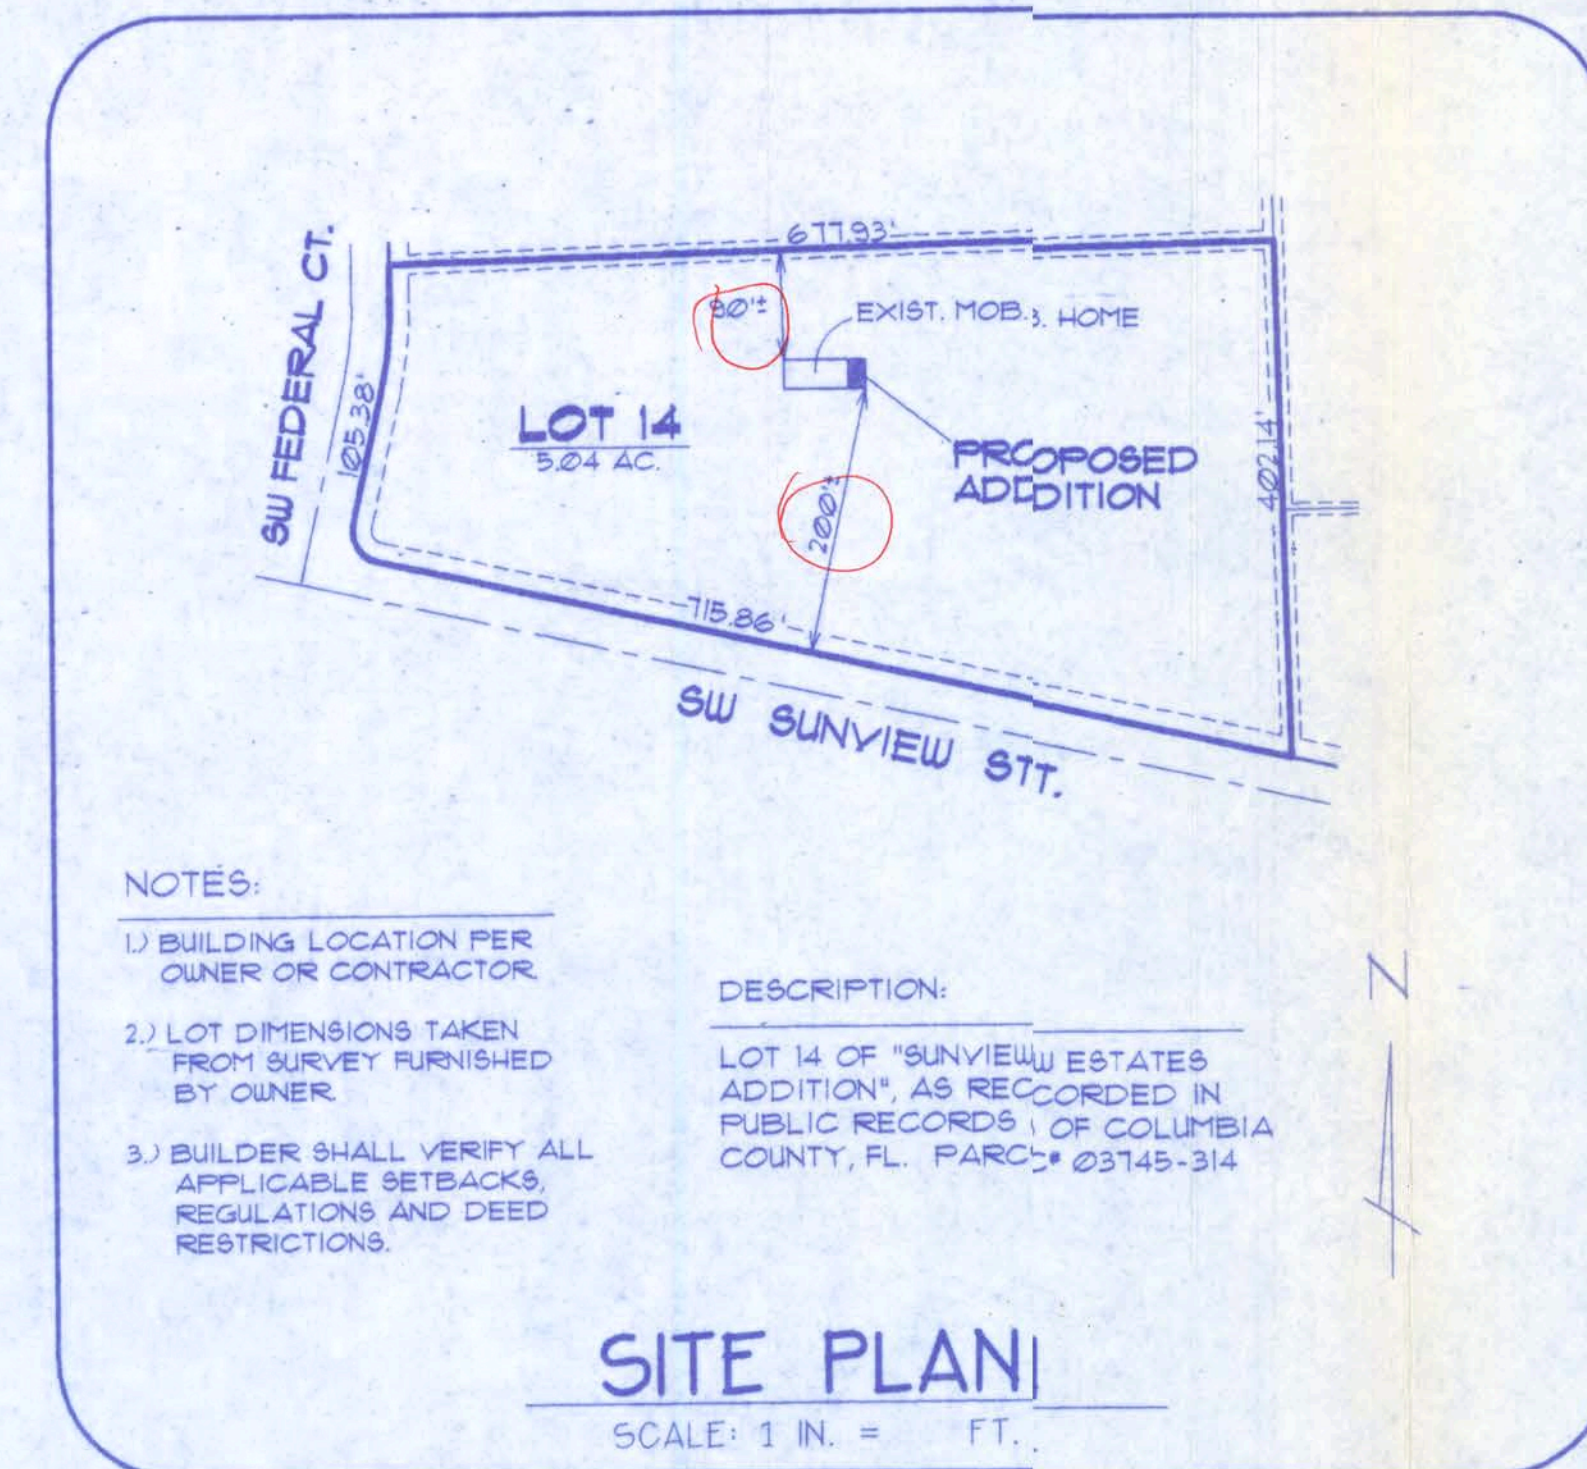 677.93'
SW FEDERAL CT.
80'±
EXIST. MOB. HOME
105.38'
LOT 14
5.04 AC.
PROPOSED
ADDITION
402.14'
200'±
715.86'
SW SUNVIEW ST.
NOTES:
1.) BUILDING LOCATION PER
OWNER OR CONTRACTOR.
2.) LOT DIMENSIONS TAKEN
FROM SURVEY FURNISHED
BY OWNER.
3.) BUILDER SHALL VERIFY ALL
APPLICABLE SETBACKS,
REGULATIONS AND DEED
RESTRICTIONS.
DESCRIPTION:
LOT 14 OF "SUNVIEW ESTATES
ADDITION", AS RECORDED IN
PUBLIC RECORDS OF COLUMBIA
COUNTY, FL. PARC# 03745-314
N
SITE PLAN
SCALE: 1 IN. = FT.